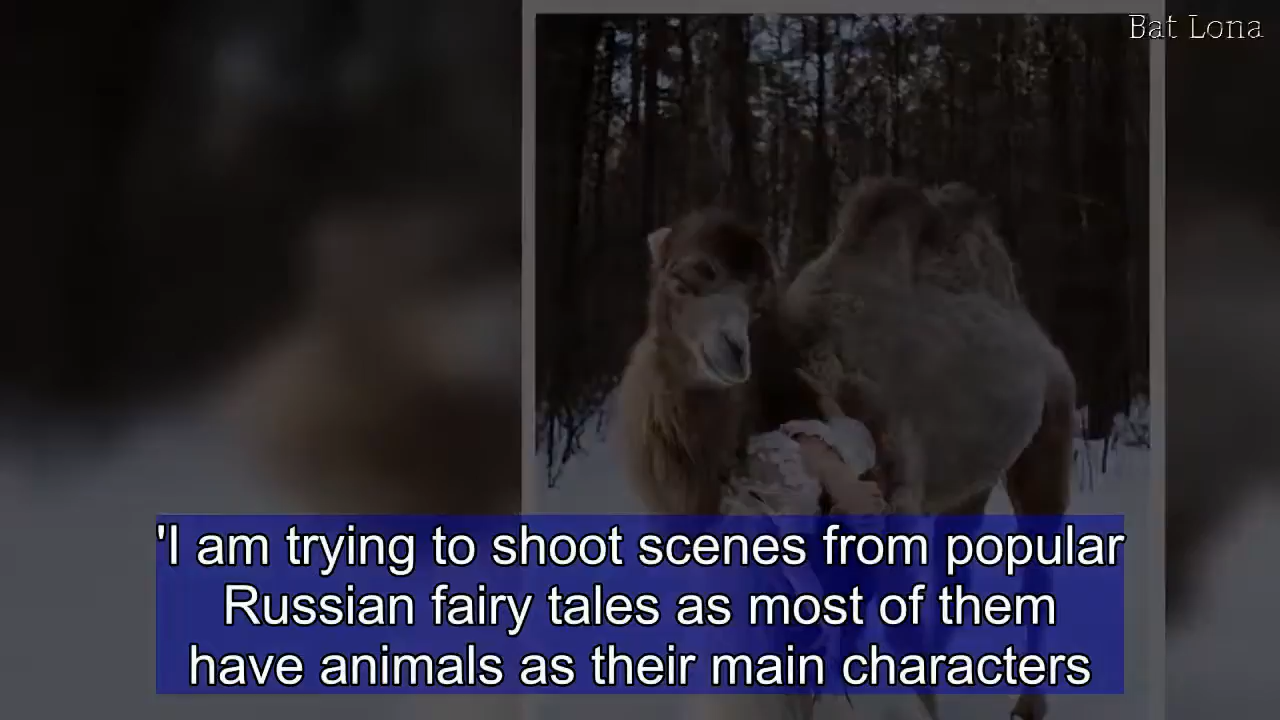 Bat Lona
'I am trying to shoot scenes from popular
Russian fairy tales as most of them
have animals as their main characters